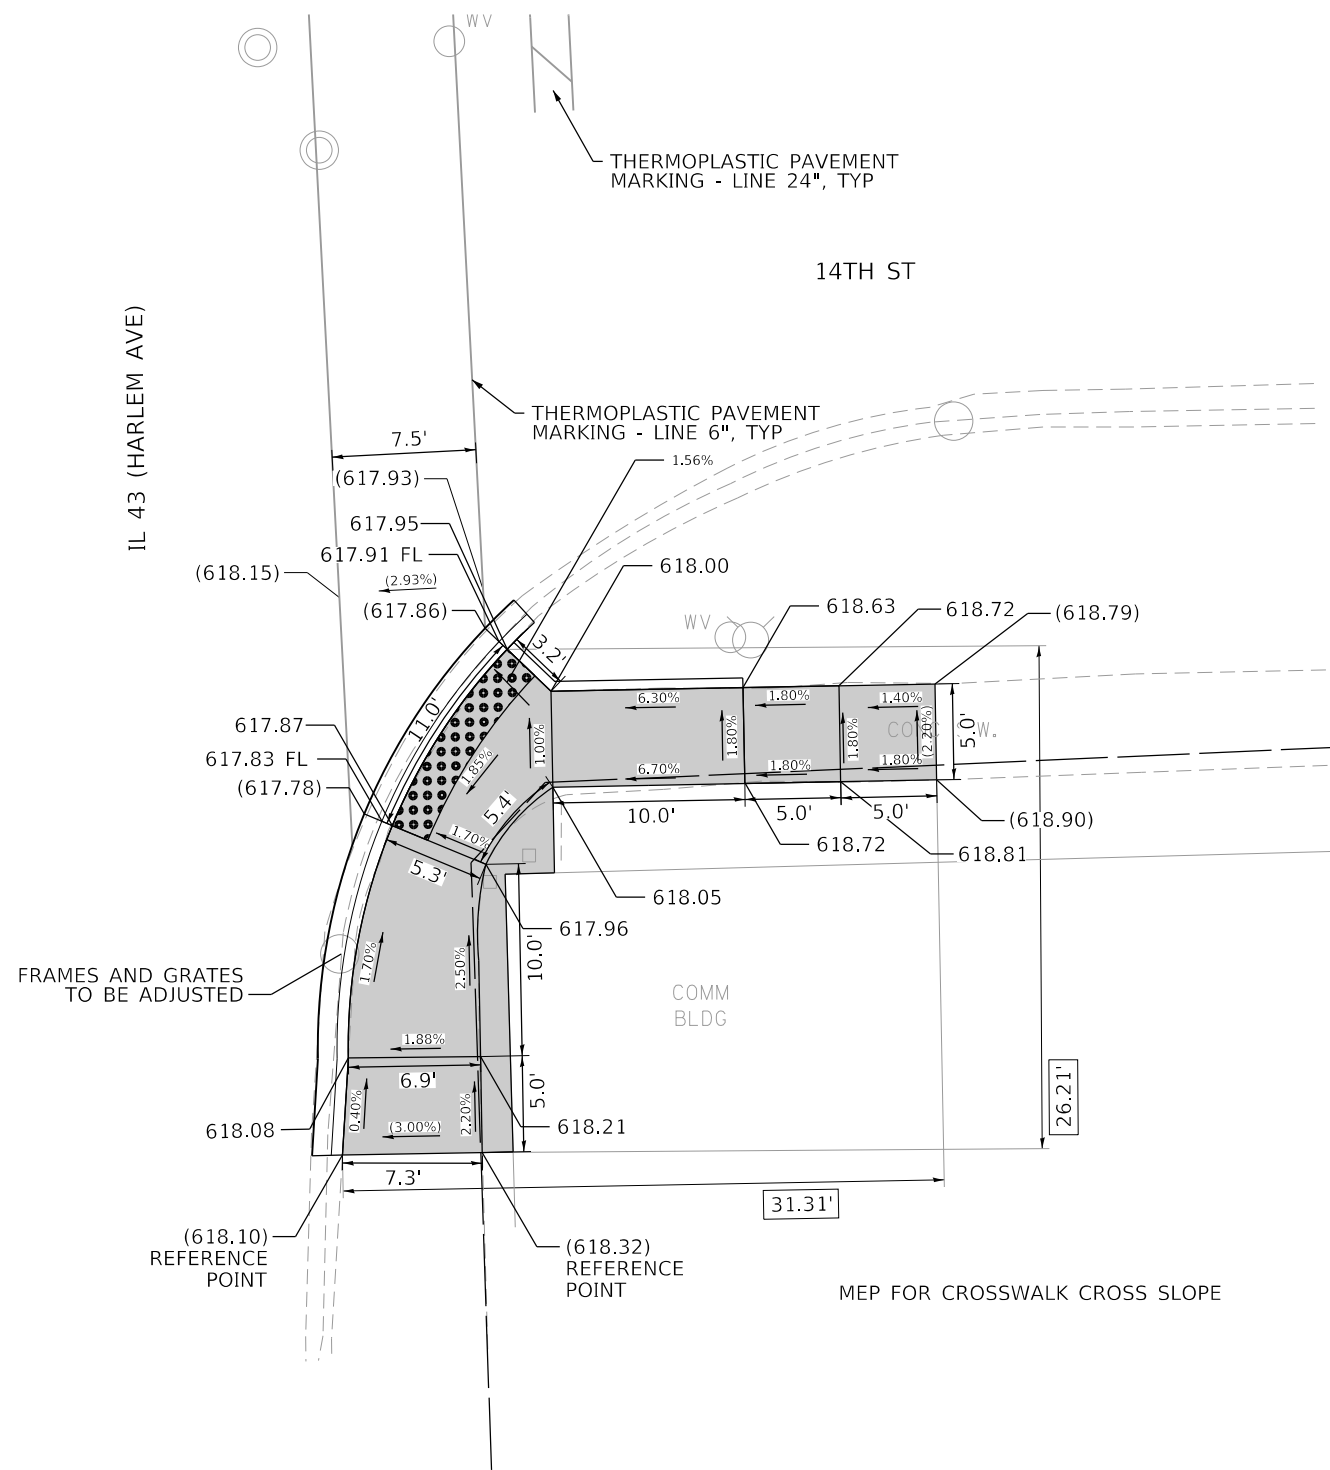 WV
THERMOPLASTIC PAVEMENT
MARKING - LINE 24", TYP
14TH ST
IL 43 (HARLEM AVE)
THERMOPLASTIC PAVEMENT
MARKING - LINE 6", TYP
7.5'
1.56%
(617.93)
617.95
617.91 FL
(618.15)
(2.93%)
(617.86)
618.00
WV
618.63
618.72
(618.79)
3.2'
11.0'
6.30%
1.80%
1.40%
617.87
617.83 FL
(617.78)
1.00%
1.80%
1.80%
(2.20%)
5.0'
1.85%
6.70%
1.80%
1.80%
5.4'
10.0'
5.0'
5.0'
1.70%
5.3'
618.72
618.81
(618.90)
618.05
617.96
FRAMES AND GRATES
TO BE ADJUSTED
1.70%
2.50%
10.0'
COMM
BLDG
1.88%
6.9'
0.40%
(3.00%)
2.20%
5.0'
618.08
618.21
26.21'
7.3'
31.31'
(618.10)
REFERENCE
POINT
(618.32)
REFERENCE
POINT
MEP FOR CROSSWALK CROSS SLOPE